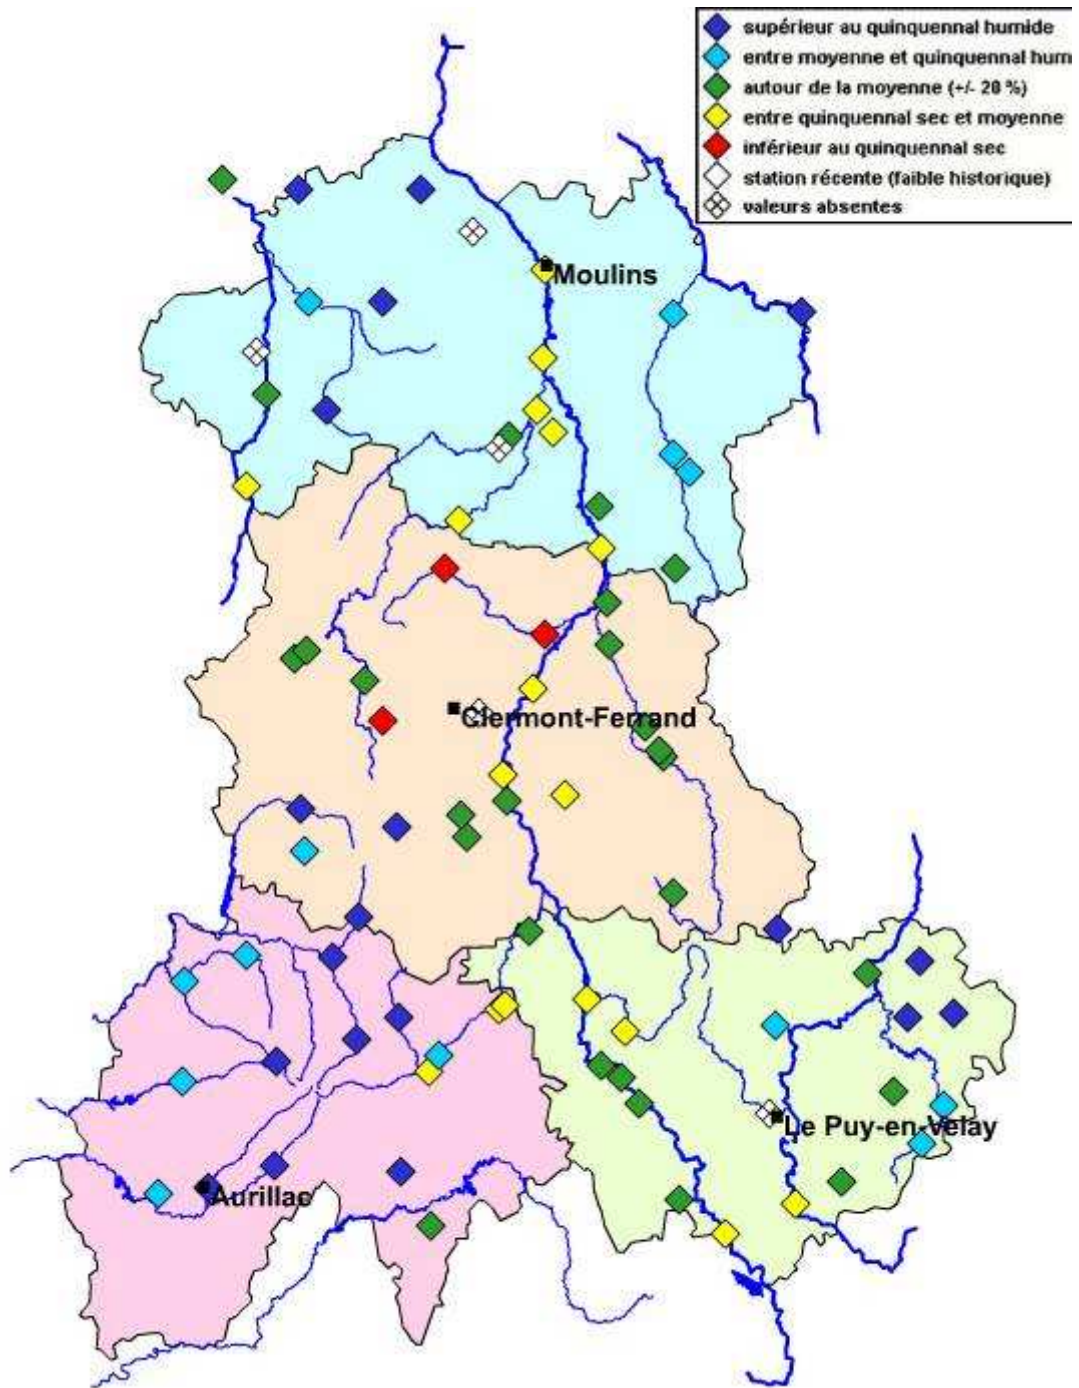 supérieur au quinquennal humide
entre moyenne et quinquennal hum
autour de la moyenne (+/- 20 %)
entre quinquennal sec et moyenne
inférieur au quinquennal sec
station récente (faible historique)
valeurs absentes
Moulins
Clermont-Ferrand
Le Puy-en-Velay
Aurillac